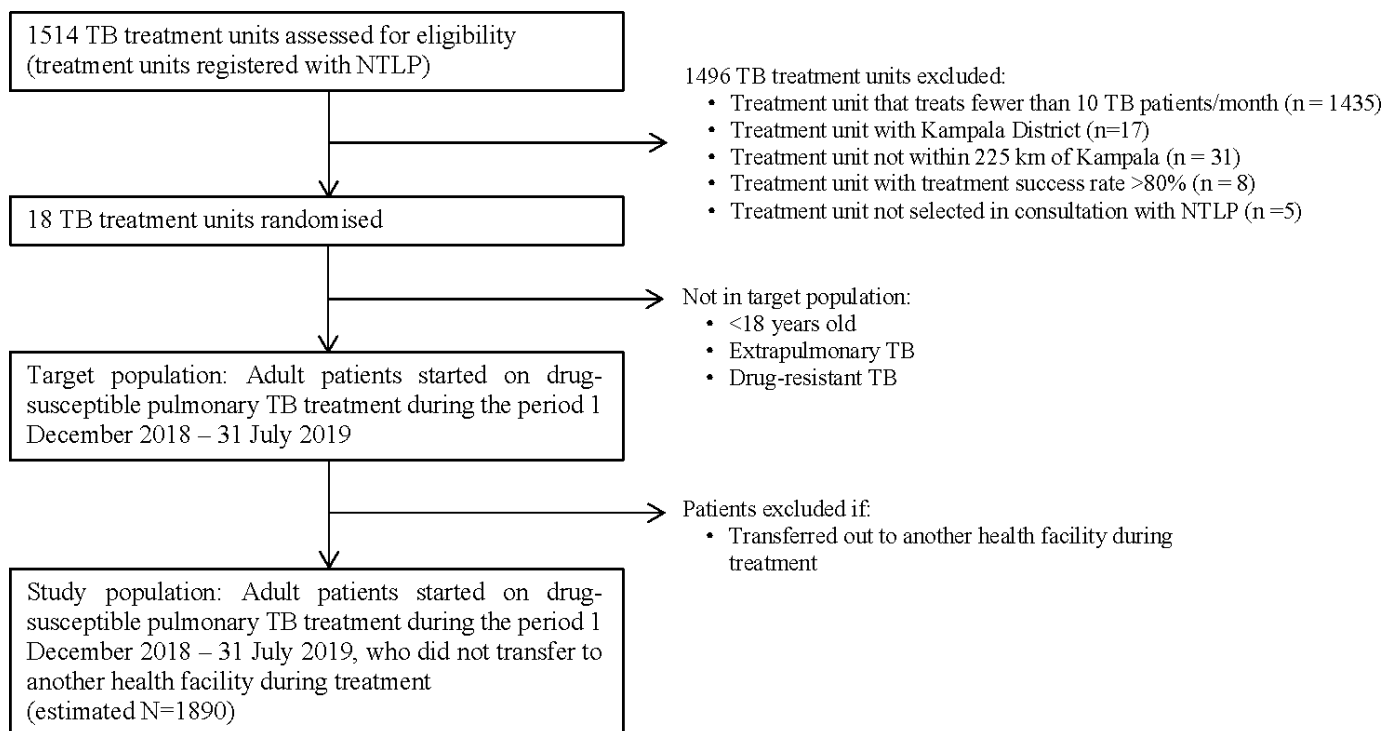 1514 TB treatment units assessed for eligibility
(treatment units registered with NTLP)
1496 TB treatment units excluded:
• Treatment unit that treats fewer than 10 TB patients/month (n = 1435)
• Treatment unit with Kampala District (n=17)
• Treatment unit not within 225 km of Kampala (n = 31)
• Treatment unit with treatment success rate >80% (n = 8)
• Treatment unit not selected in consultation with NTLP (n =5)
18 TB treatment units randomised
Not in target population:
• <18 years old
• Extrapulmonary TB
• Drug-resistant TB
Target population: Adult patients started on drug-
susceptible pulmonary TB treatment during the period 1
December 2018 – 31 July 2019
Patients excluded if:
• Transferred out to another health facility during
treatment
Study population: Adult patients started on drug-
susceptible pulmonary TB treatment during the period 1
December 2018 – 31 July 2019, who did not transfer to
another health facility during treatment
(estimated N=1890)